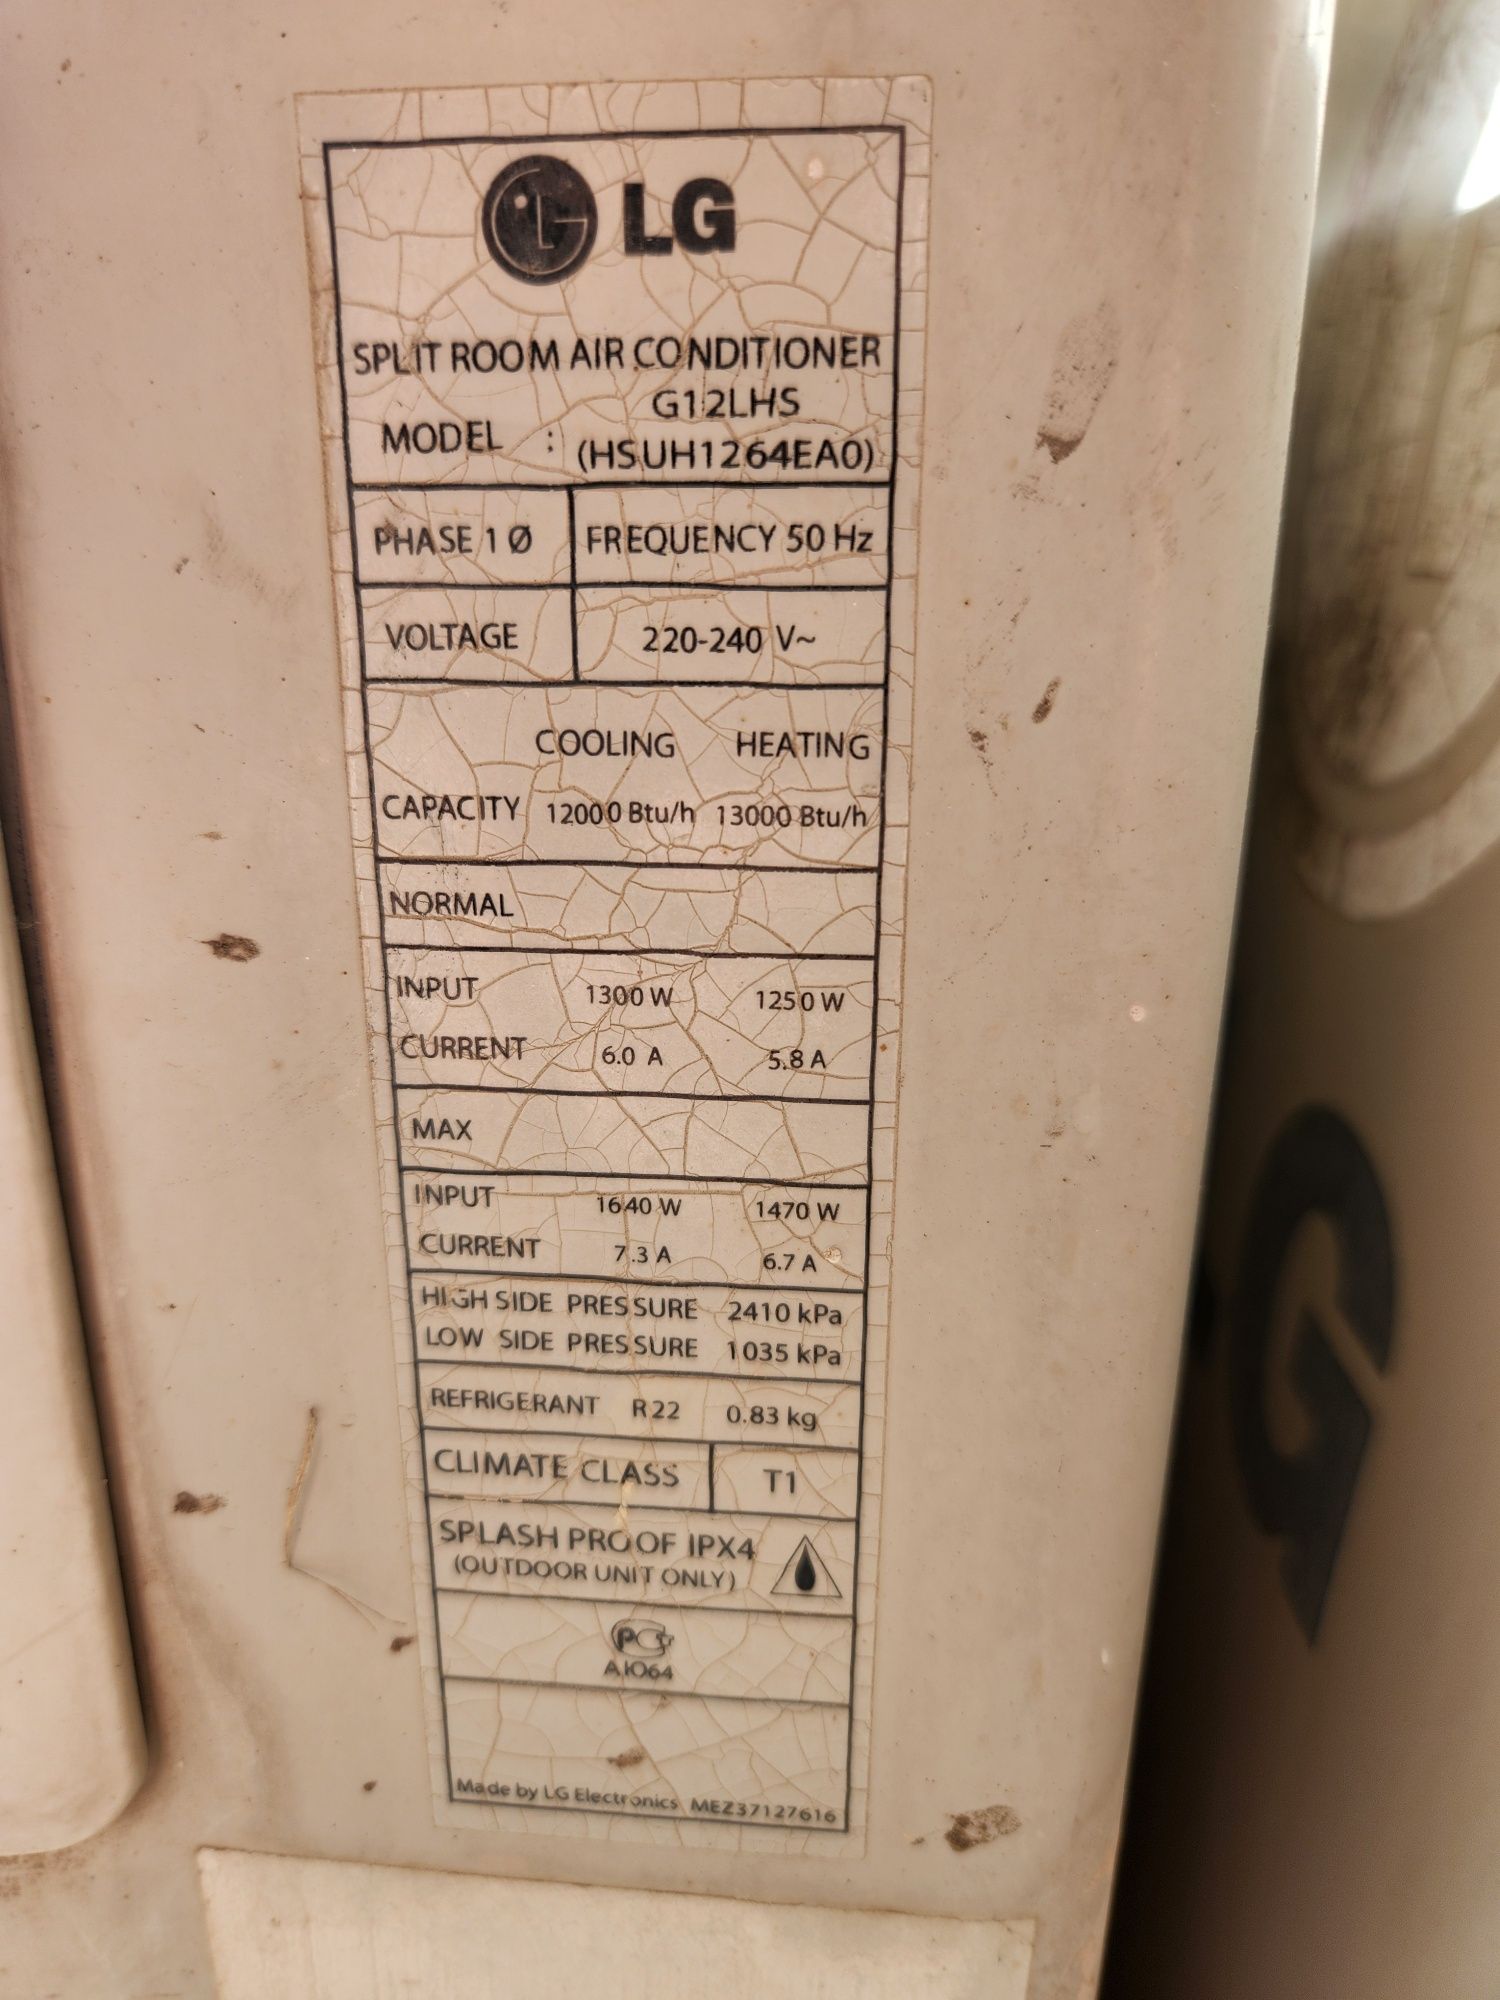 LG LG
SPLIT ROOM AIR CONDITIONER
G12LHS
MODEL : (HSUH1264EA0)
PHASE 1 Ø FREQUENCY 50 Hz
VOLTAGE 220-240 V~
COOLING HEATING
CAPACITY 12000 Btu/h 13000 Btu/h
NORMAL
INPUT 1300 W 1250 W
CURRENT 6.0 A 5.8 A
MAX
INPUT 1640 W 1470 W
CURRENT 7.3 A 6.7 A
HIGH SIDE PRESSURE 2410 kPa
LOW SIDE PRESSURE 1035 kPa
REFRIGERANT R22 0.83 kg
CLIMATE CLASS T1
SPLASH PROOF IPX4
(OUTDOOR UNIT ONLY)
РСТ
АЮ64
Made by LG Electronics MEZ37127616
G